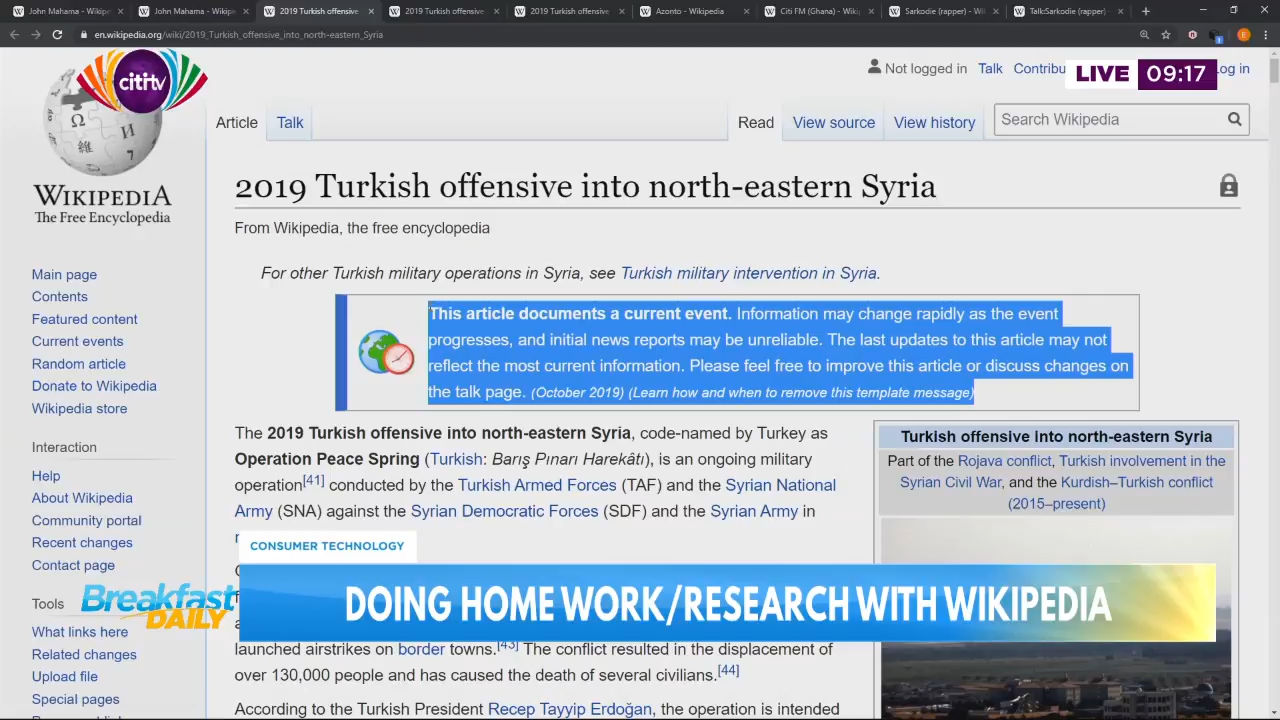 John Mahama - Wikipe
John Mahama - Wikipe
2019 Turkish offensive
2019 Turkish offensive
2019 Turkish offensive
Azonto - Wikipedia
Citi FM (Ghana) - Wiki
Sarkodie (rapper) - Wi
Talk:Sarkodie (rapper)
en.wikipedia.org/wiki/2019_Turkish_offensive_into_north-eastern_Syria
citi tv
Not logged in Talk Contribu
LIVE 09:17
og in
Article Talk Read View source View history Search Wikipedia
WIKIPEDIA
The Free Encyclopedia
2019 Turkish offensive into north-eastern Syria
From Wikipedia, the free encyclopedia
For other Turkish military operations in Syria, see Turkish military intervention in Syria.
This article documents a current event. Information may change rapidly as the event
progresses, and initial news reports may be unreliable. The last updates to this article may not
reflect the most current information. Please feel free to improve this article or discuss changes on
the talk page. (October 2019) (Learn how and when to remove this template message)
Main page
Contents
Featured content
Current events
Random article
Donate to Wikipedia
Wikipedia store
Interaction
Help
About Wikipedia
Community portal
Recent changes
Contact page
Tools
What links here
Related changes
Upload file
Special pages
The 2019 Turkish offensive into north-eastern Syria, code-named by Turkey as
Operation Peace Spring (Turkish: Barış Pınarı Harekâtı), is an ongoing military
operation[41] conducted by the Turkish Armed Forces (TAF) and the Syrian National
Army (SNA) against the Syrian Democratic Forces (SDF) and the Syrian Army in
launched airstrikes on border towns.[43] The conflict resulted in the displacement of
over 130,000 people and has caused the death of several civilians.[44]
According to the Turkish President Recep Tayyip Erdoğan, the operation is intended
Turkish offensive into north-eastern Syria
Part of the Rojava conflict, Turkish involvement in the
Syrian Civil War, and the Kurdish–Turkish conflict
(2015–present)
CONSUMER TECHNOLOGY
Breakfast
DAILY
DOING HOME WORK/RESEARCH WITH WIKIPEDIA